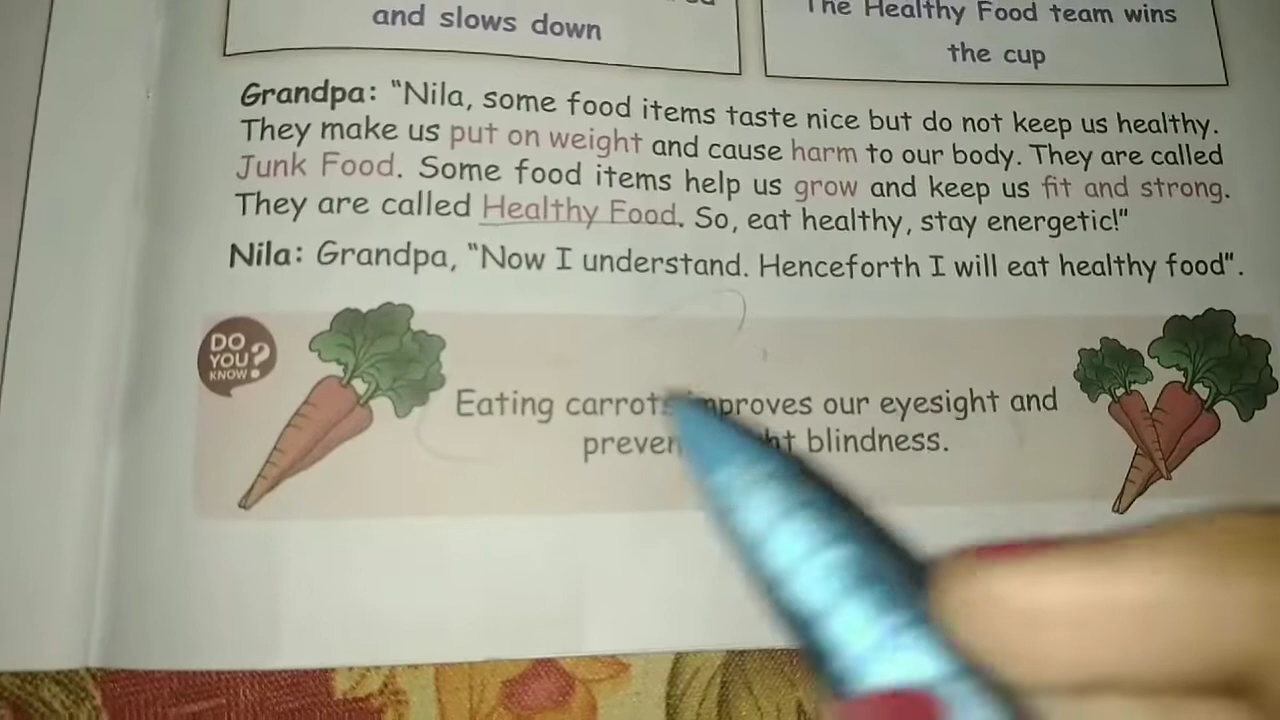 and slows down
The Healthy Food team wins
the cup
Grandpa: "Nila, some food items taste nice but do not keep us healthy.
They make us put on weight and cause harm to our body. They are called
Junk Food. Some food items help us grow and keep us fit and strong.
They are called Healthy Food. So, eat healthy, stay energetic!"
Nila: Grandpa, "Now I understand. Henceforth I will eat healthy food".
DO
YOU
KNOW ?
Eating carrots improves our eyesight and
blindness.